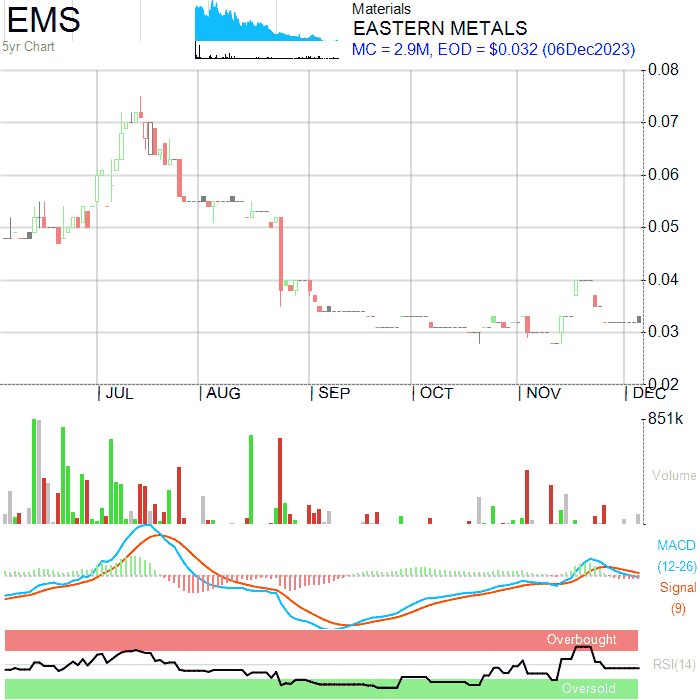 EMS
5yr Chart
Materials
EASTERN METALS
MC = 2.9M, EOD = $0.032 (06Dec2023)
0.08
0.07
0.06
0.05
0.04
0.03
0.02
JUL AUG SEP OCT NOV DEC
851k
Volume
MACD
(12-26)
Signal
(9)
Overbought
RSI(14)
Oversold